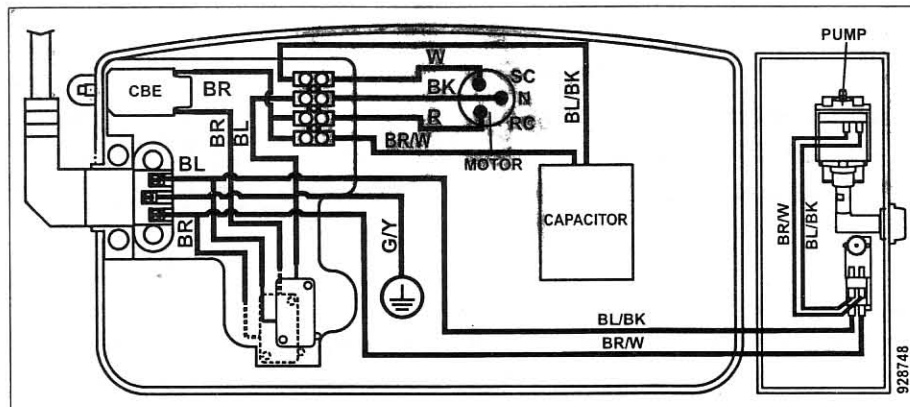 PUMP
CBE
BR
W
BK
R
BR/W
SC
N
RC
MOTOR
BL/BK
BR
BL
BL
BR
G/Y
CAPACITOR
BR/W
BL/BK
BL/BK
BR/W
928748